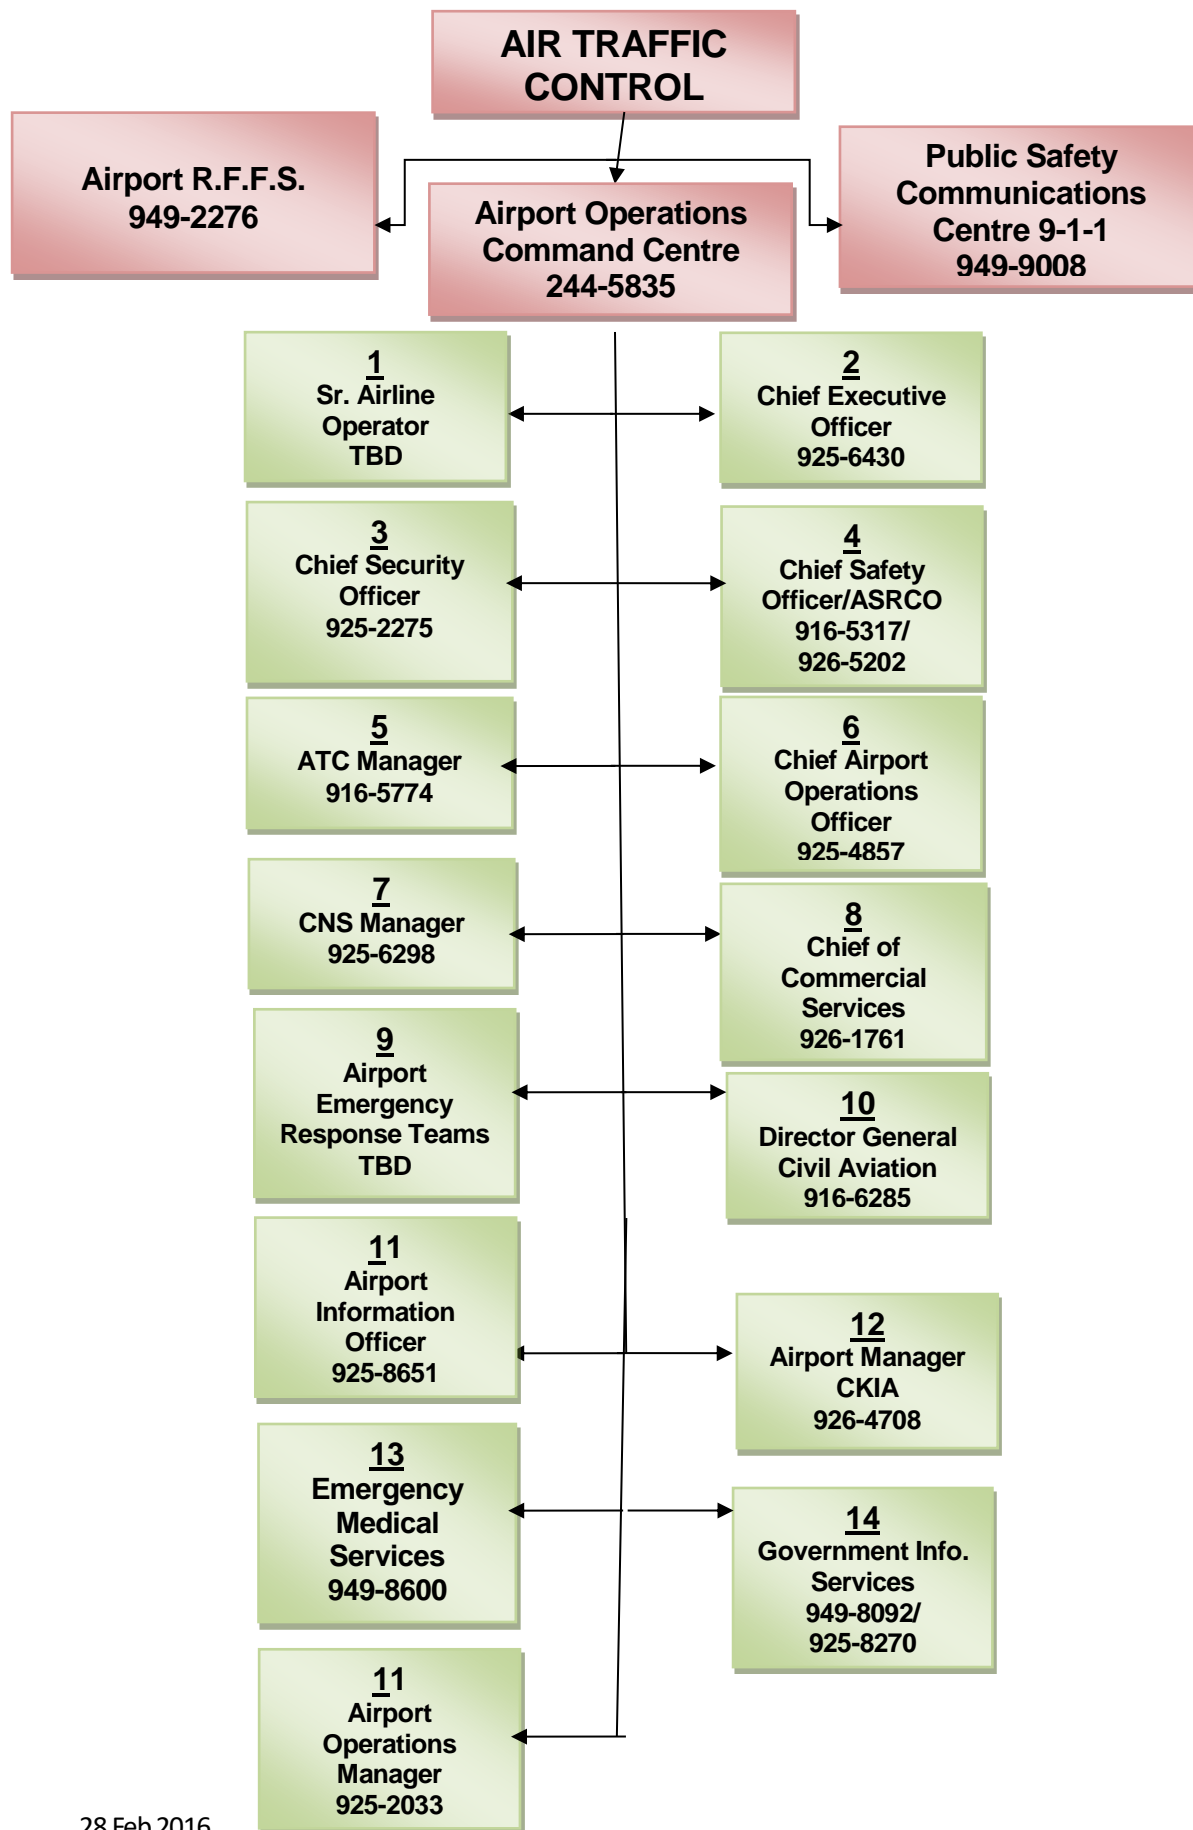 AIR TRAFFIC
CONTROL
Airport R.F.F.S.
949-2276
Airport Operations
Command Centre
244-5835
Public Safety
Communications
Centre 9-1-1
949-9008
1
Sr. Airline
Operator
TBD
2
Chief Executive
Officer
925-6430
3
Chief Security
Officer
925-2275
4
Chief Safety
Officer/ASRCO
916-5317/
926-5202
5
ATC Manager
916-5774
6
Chief Airport
Operations
Officer
925-4857
7
CNS Manager
925-6298
8
Chief of
Commercial
Services
926-1761
9
Airport
Emergency
Response Teams
TBD
10
Director General
Civil Aviation
916-6285
11
Airport
Information
Officer
925-8651
12
Airport Manager
CKIA
926-4708
13
Emergency
Medical
Services
949-8600
14
Government Info.
Services
949-8092/
925-8270
11
Airport
Operations
Manager
925-2033
28 Feb 2016